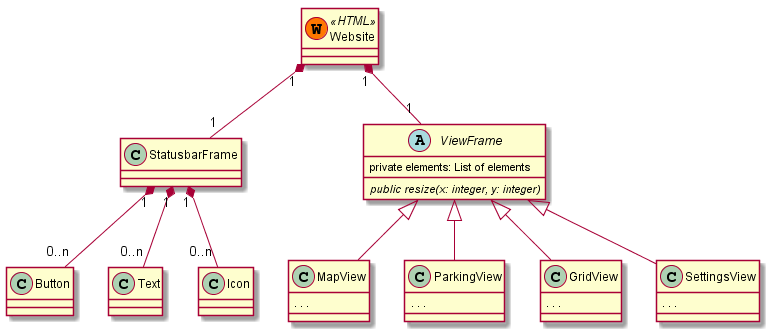 W
«HTML»
Website
1
1
1
1
C StatusbarFrame
A ViewFrame
private elements: List of elements
public resize(x: integer, y: integer)
1
1
1
0..n
0..n
0..n
C Button
C Text
C Icon
C MapView
C ParkingView
C GridView
C SettingsView
...
...
...
...